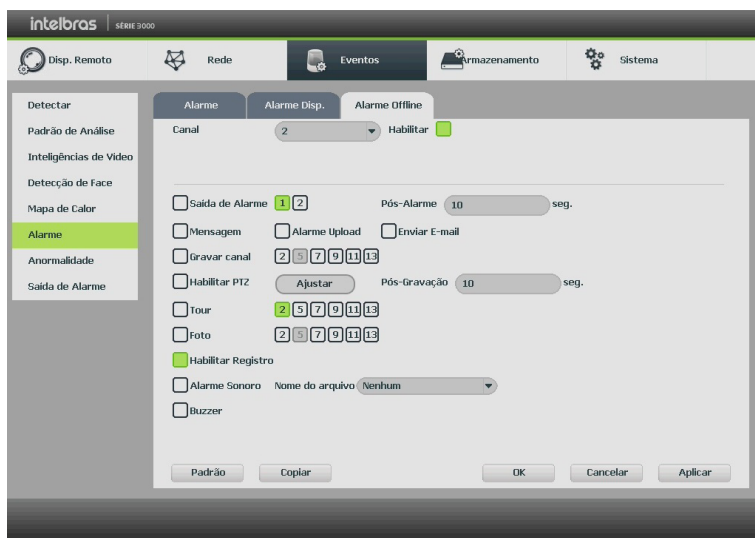 intelbras SÉRIE 3000
Disp. Remoto Rede Eventos Armazenamento Sistema
Detectar
Padrão de Análise
Inteligências de Vídeo
Detecção de Face
Mapa de Calor
Alarme
Anormalidade
Saída de Alarme
Alarme Alarme Disp. Alarme Offline
Canal 2 Habilitar
Saída de Alarme 1 2 Pós-Alarme 10 seg.
Mensagem Alarme Upload Enviar E-mail
Gravar canal 2 5 7 9 11 13
Habilitar PTZ Ajustar Pós-Gravação 10 seg.
Tour 2 5 7 9 11 13
Foto 2 5 7 9 11 13
Habilitar Registro
Alarme Sonoro Nome do arquivo Nenhum
Buzzer
Padrão Copiar OK Cancelar Aplicar